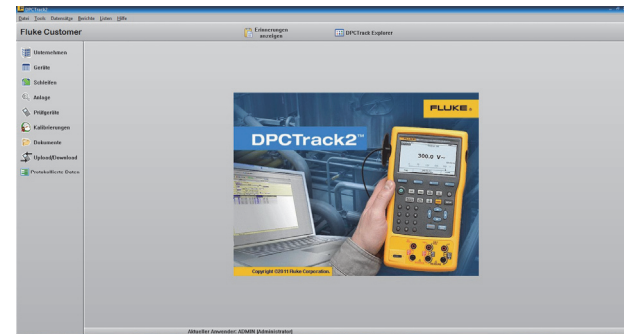 DPCTrack2
Datei Tools Datensätze Berichte Listen Hilfe
Fluke Customer
Erinnerungen
anzeigen
DPCTrack Explorer
Unternehmen
Geräte
Schleifen
Anlage
Prüfgeräte
Kalibrierungen
Dokumente
Upload/Download
Protokollierte Daten
FLUKE
DPCTrack2™
300.0 V
Copyright ©2011 Fluke Corporation.
Aktueller Anwender: ADMIN [Administrator]